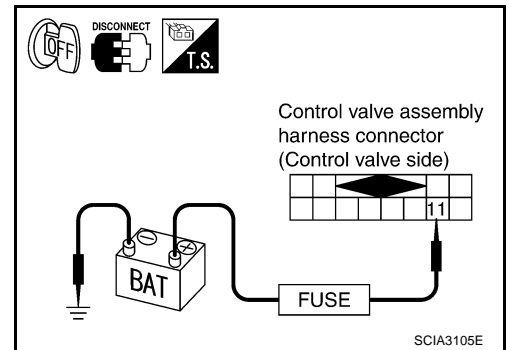 OFF
DISCONNECT
T.S.
Control valve assembly
harness connector
(Control valve side)
11
BAT
FUSE
SCIA3105E